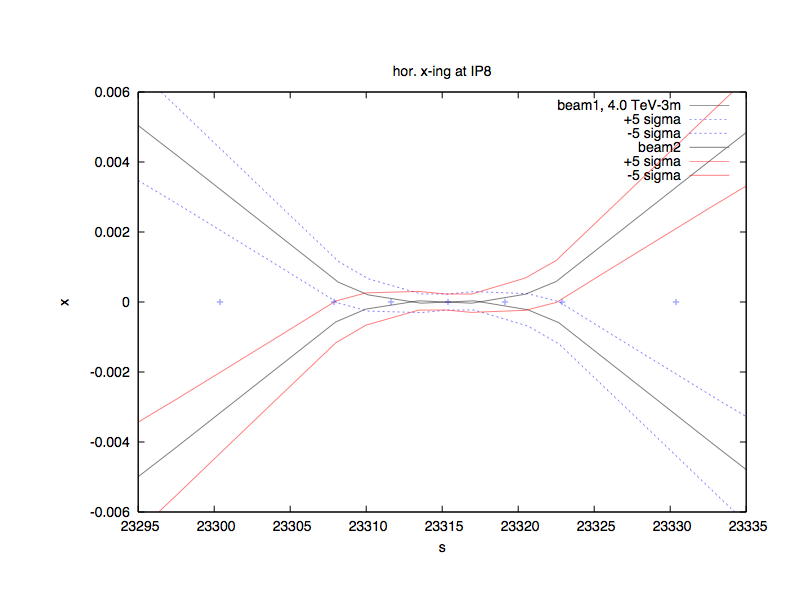 hor. x-ing at IP8
0.006
0.004
0.002
0
-0.002
-0.004
-0.006
x
beam1, 4.0 TeV-3m
+5 sigma
-5 sigma
beam2
+5 sigma
-5 sigma
23295 23300 23305 23310 23315 23320 23325 23330 23335
s